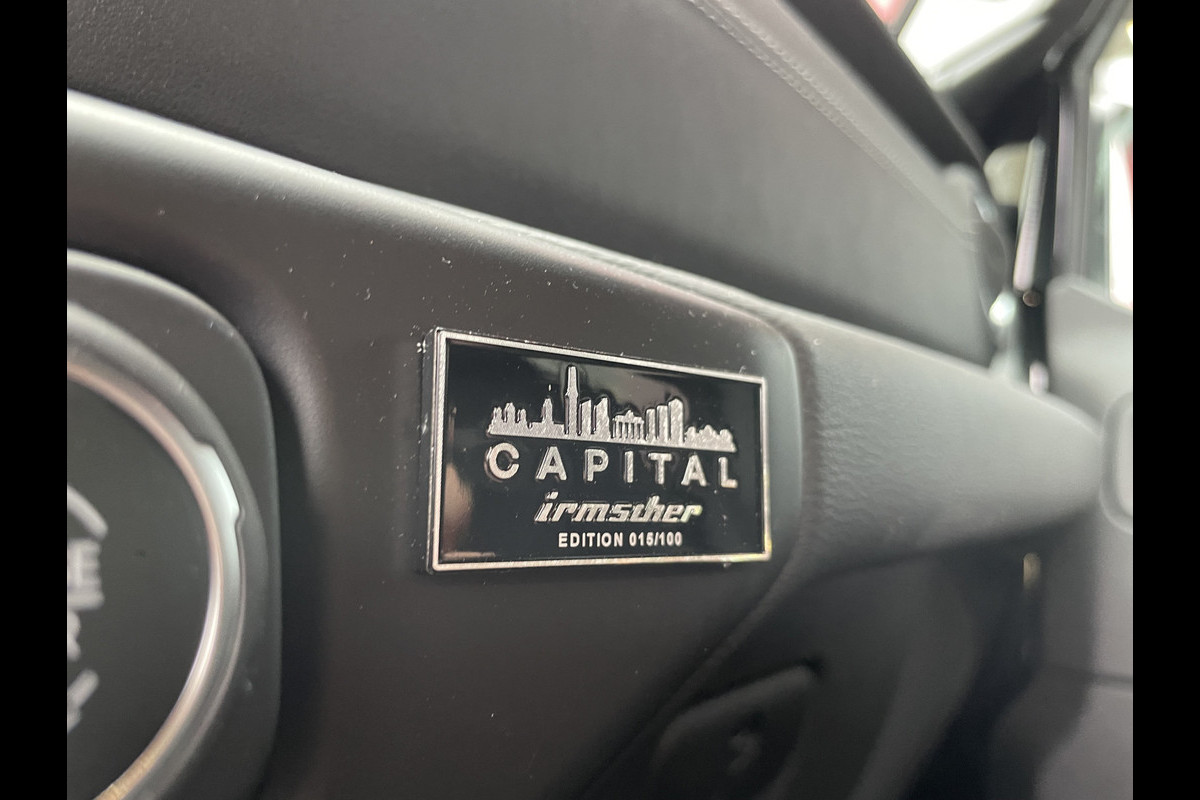 CAPITAL
irmscher
EDITION 015/100